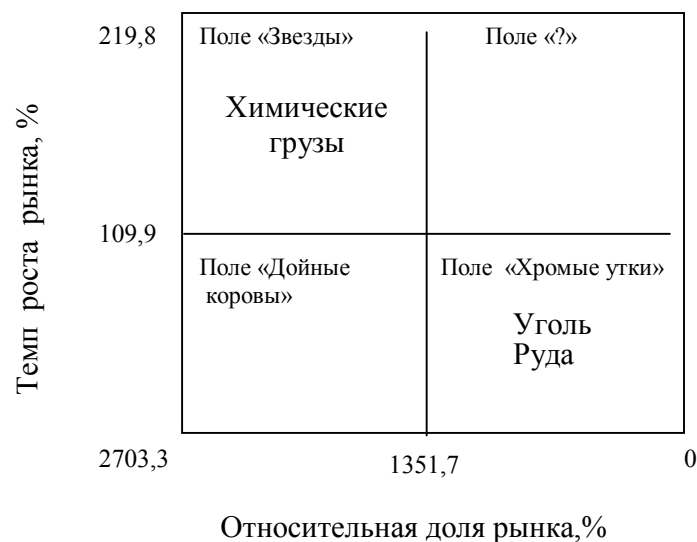 219,8
Поле «Звезды»
Поле «?»
Химические
грузы
Темп роста рынка, %
109,9
Поле «Дойные
коровы»
Поле «Хромые утки»
Уголь
Руда
2703,3
1351,7
0
Относительная доля рынка,%